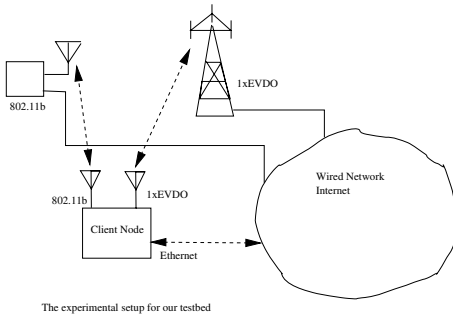 1xEVDO
802.11b
Wired Network
Internet
802.11b
1xEVDO
Client Node
Ethernet
The experimental setup for our testbed